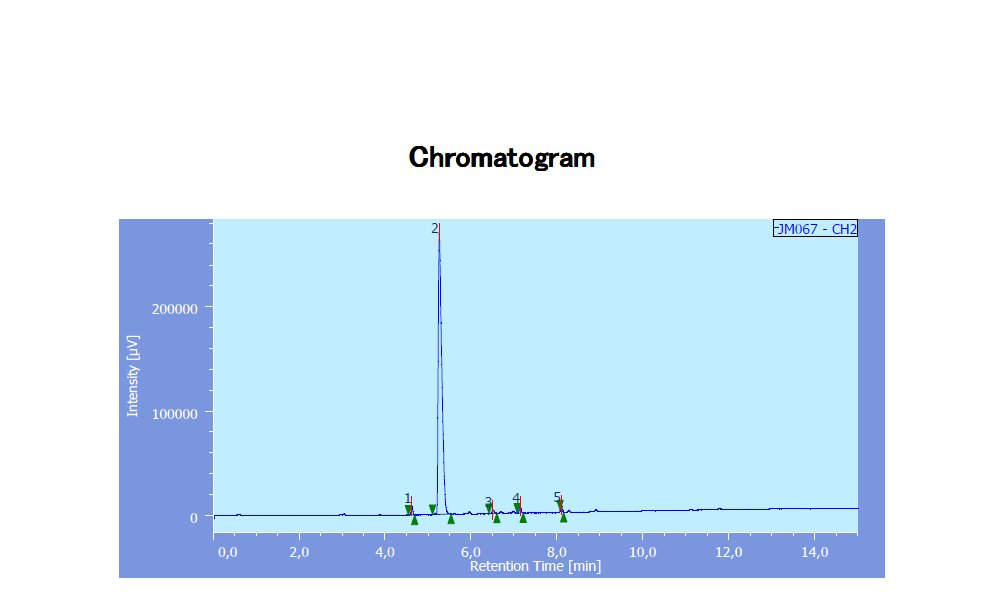 Chromatogram
JM067 - CH2
2
200000
Intensity [µV]
100000
1
3
4
5
0
0,0 2,0 4,0 6,0 8,0 10,0 12,0 14,0
Retention Time [min]